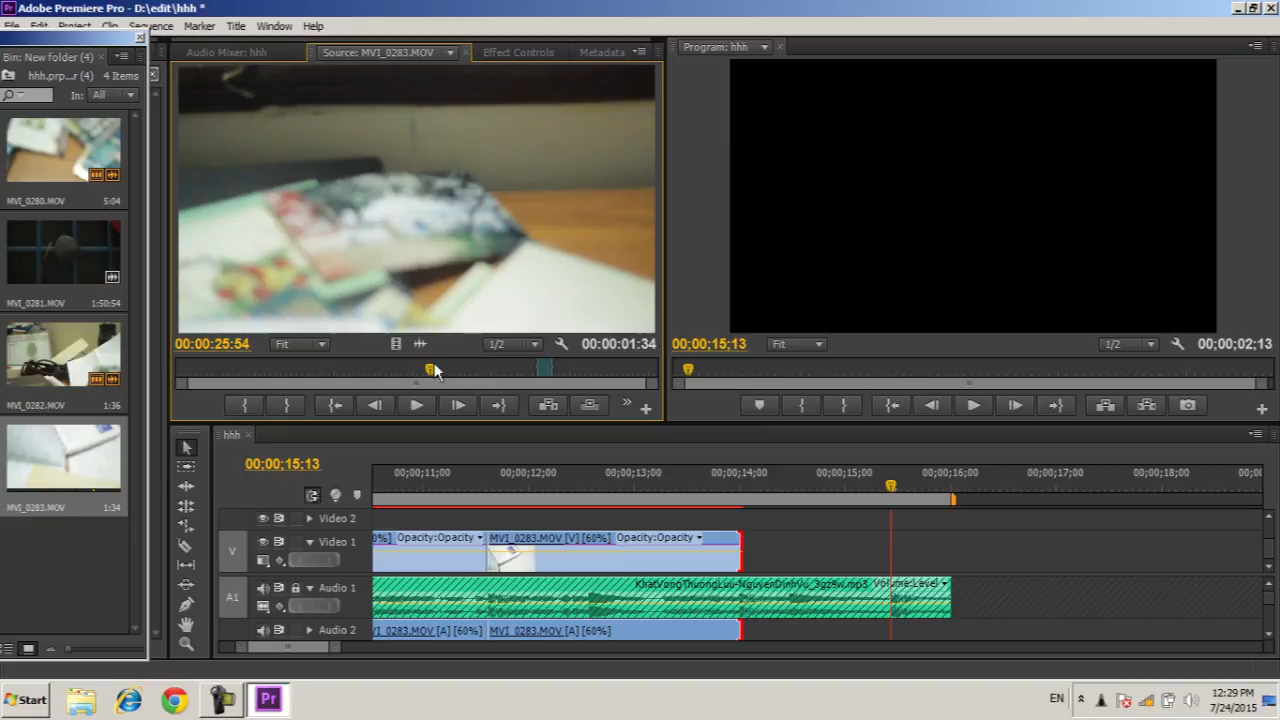 Adobe Premiere Pro - D:\edit\hhh *
File Edit Project Clip Sequence Marker Title Window Help
Bin: New folder (4)
hhh.prp...r (4) 4 Items
In: All
MVI_0280.MOV 5:04
MVI_0281.MOV 1:50:54
MVI_0282.MOV 1:36
MVI_0283.MOV 1:34
Audio Mixer: hhh Source: MVI_0283.MOV Effect Controls Metadata
00:00:25:54 Fit 1/2 00:00:01:34
Program: hhh
00;00;15;13 Fit 1/2 00;00;02;13
hhh
00;00;15;13
00;00;11;00 00;00;12;00 00;00;13;00 00;00;14;00 00;00;15;00 00;00;16;00 00;00;17;00 00;00;18;00 00;00
Video 2
V Video 1
0%] Opacity:Opacity MVI_0283.MOV [V] [60%] Opacity:Opacity
A1 Audio 1
KhatVongThuongLuu-NguyenDinhVu_3gz9w.mp3 Volume:Level
Audio 2
VI_0283.MOV [A] [60%] MVI_0283.MOV [A] [60%]
Start
Pr
EN
12:29 PM
7/24/2015